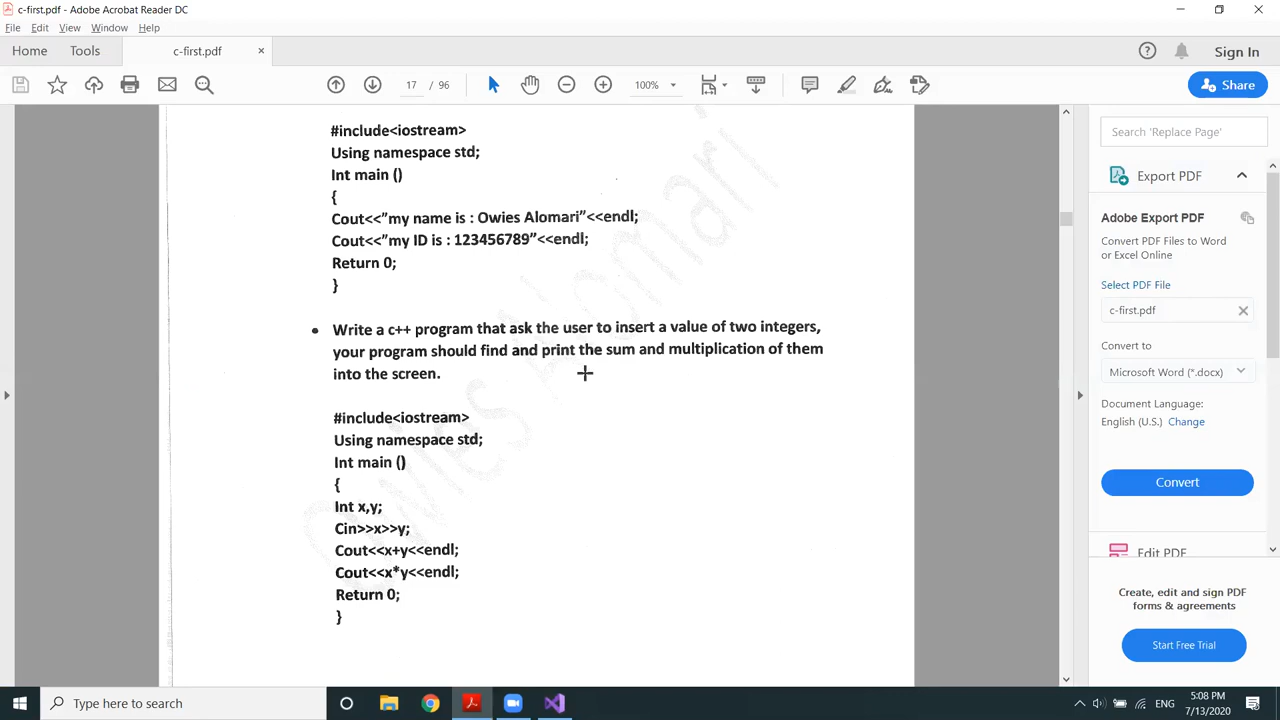 c-first.pdf - Adobe Acrobat Reader DC
File Edit View Window Help
Home Tools c-first.pdf × Sign In
17 / 96 100% Share
#include<iostream>
Using namespace std;
Int main ()
{
Cout<<"my name is : Owies Alomari"<<endl;
Cout<<"my ID is : 123456789"<<endl;
Return 0;
}
• Write a c++ program that ask the user to insert a value of two integers,
your program should find and print the sum and multiplication of them
into the screen.
#include<iostream>
Using namespace std;
Int main ()
{
Int x,y;
Cin>>x>>y;
Cout<<x+y<<endl;
Cout<<x*y<<endl;
Return 0;
}
Owies Alomari
Search 'Replace Page'
Export PDF
Adobe Export PDF
Convert PDF Files to Word
or Excel Online
Select PDF File
c-first.pdf
Convert to
Microsoft Word (*.docx)
Document Language:
English (U.S.) Change
Convert
Edit PDF
Create, edit and sign PDF
forms & agreements
Start Free Trial
Type here to search
ENG
5:08 PM
7/13/2020